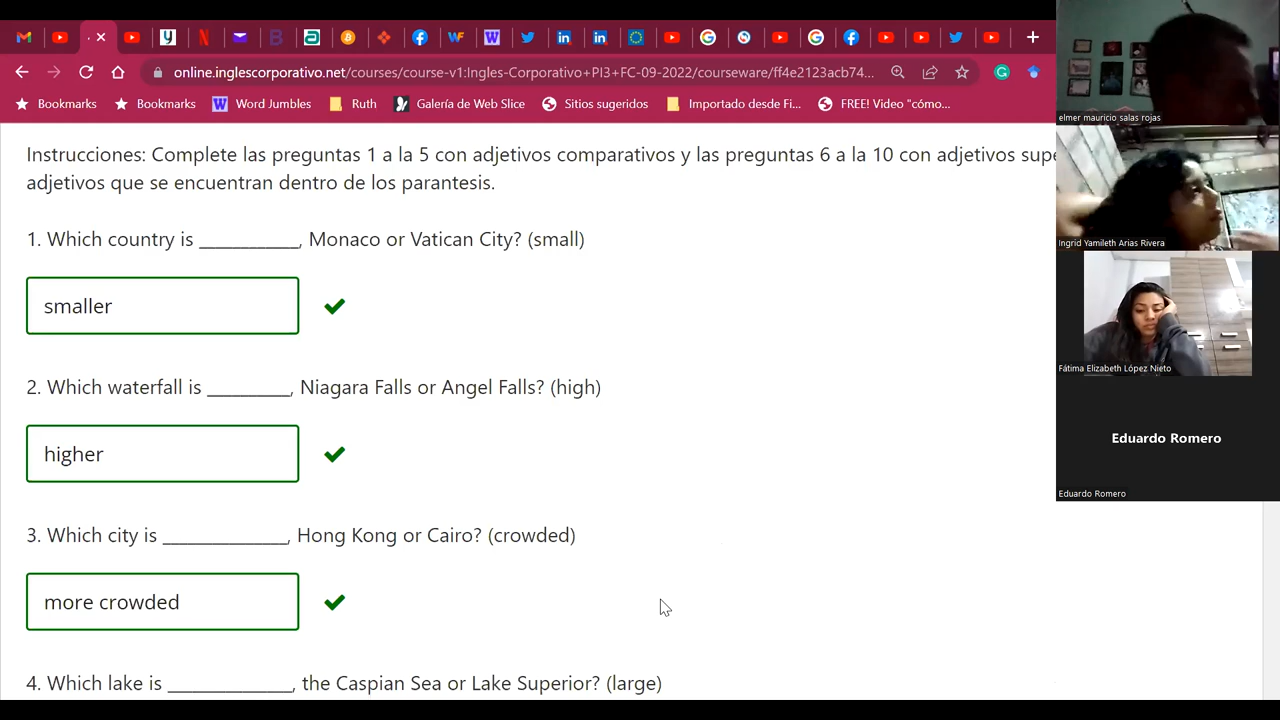 online.inglescorporativo.net/courses/course-v1:Ingles-Corporativo+PI3+FC-09-2022/courseware/ff4e2123acb74...
Bookmarks
Bookmarks
Word Jumbles
Ruth
Galería de Web Slice
Sitios sugeridos
Importado desde Fi...
FREE! Video "cómo...
Instrucciones: Complete las preguntas 1 a la 5 con adjetivos comparativos y las preguntas 6 a la 10 con adjetivos supe
adjetivos que se encuentran dentro de los parantesis.
1. Which country is ___________, Monaco or Vatican City? (small)
smaller
2. Which waterfall is _________, Niagara Falls or Angel Falls? (high)
higher
3. Which city is ______________, Hong Kong or Cairo? (crowded)
more crowded
4. Which lake is ______________, the Caspian Sea or Lake Superior? (large)
elmer mauricio salas rojas
Ingrid Yamileth Arias Rivera
Fátima Elizabeth López Nieto
Eduardo Romero
Eduardo Romero